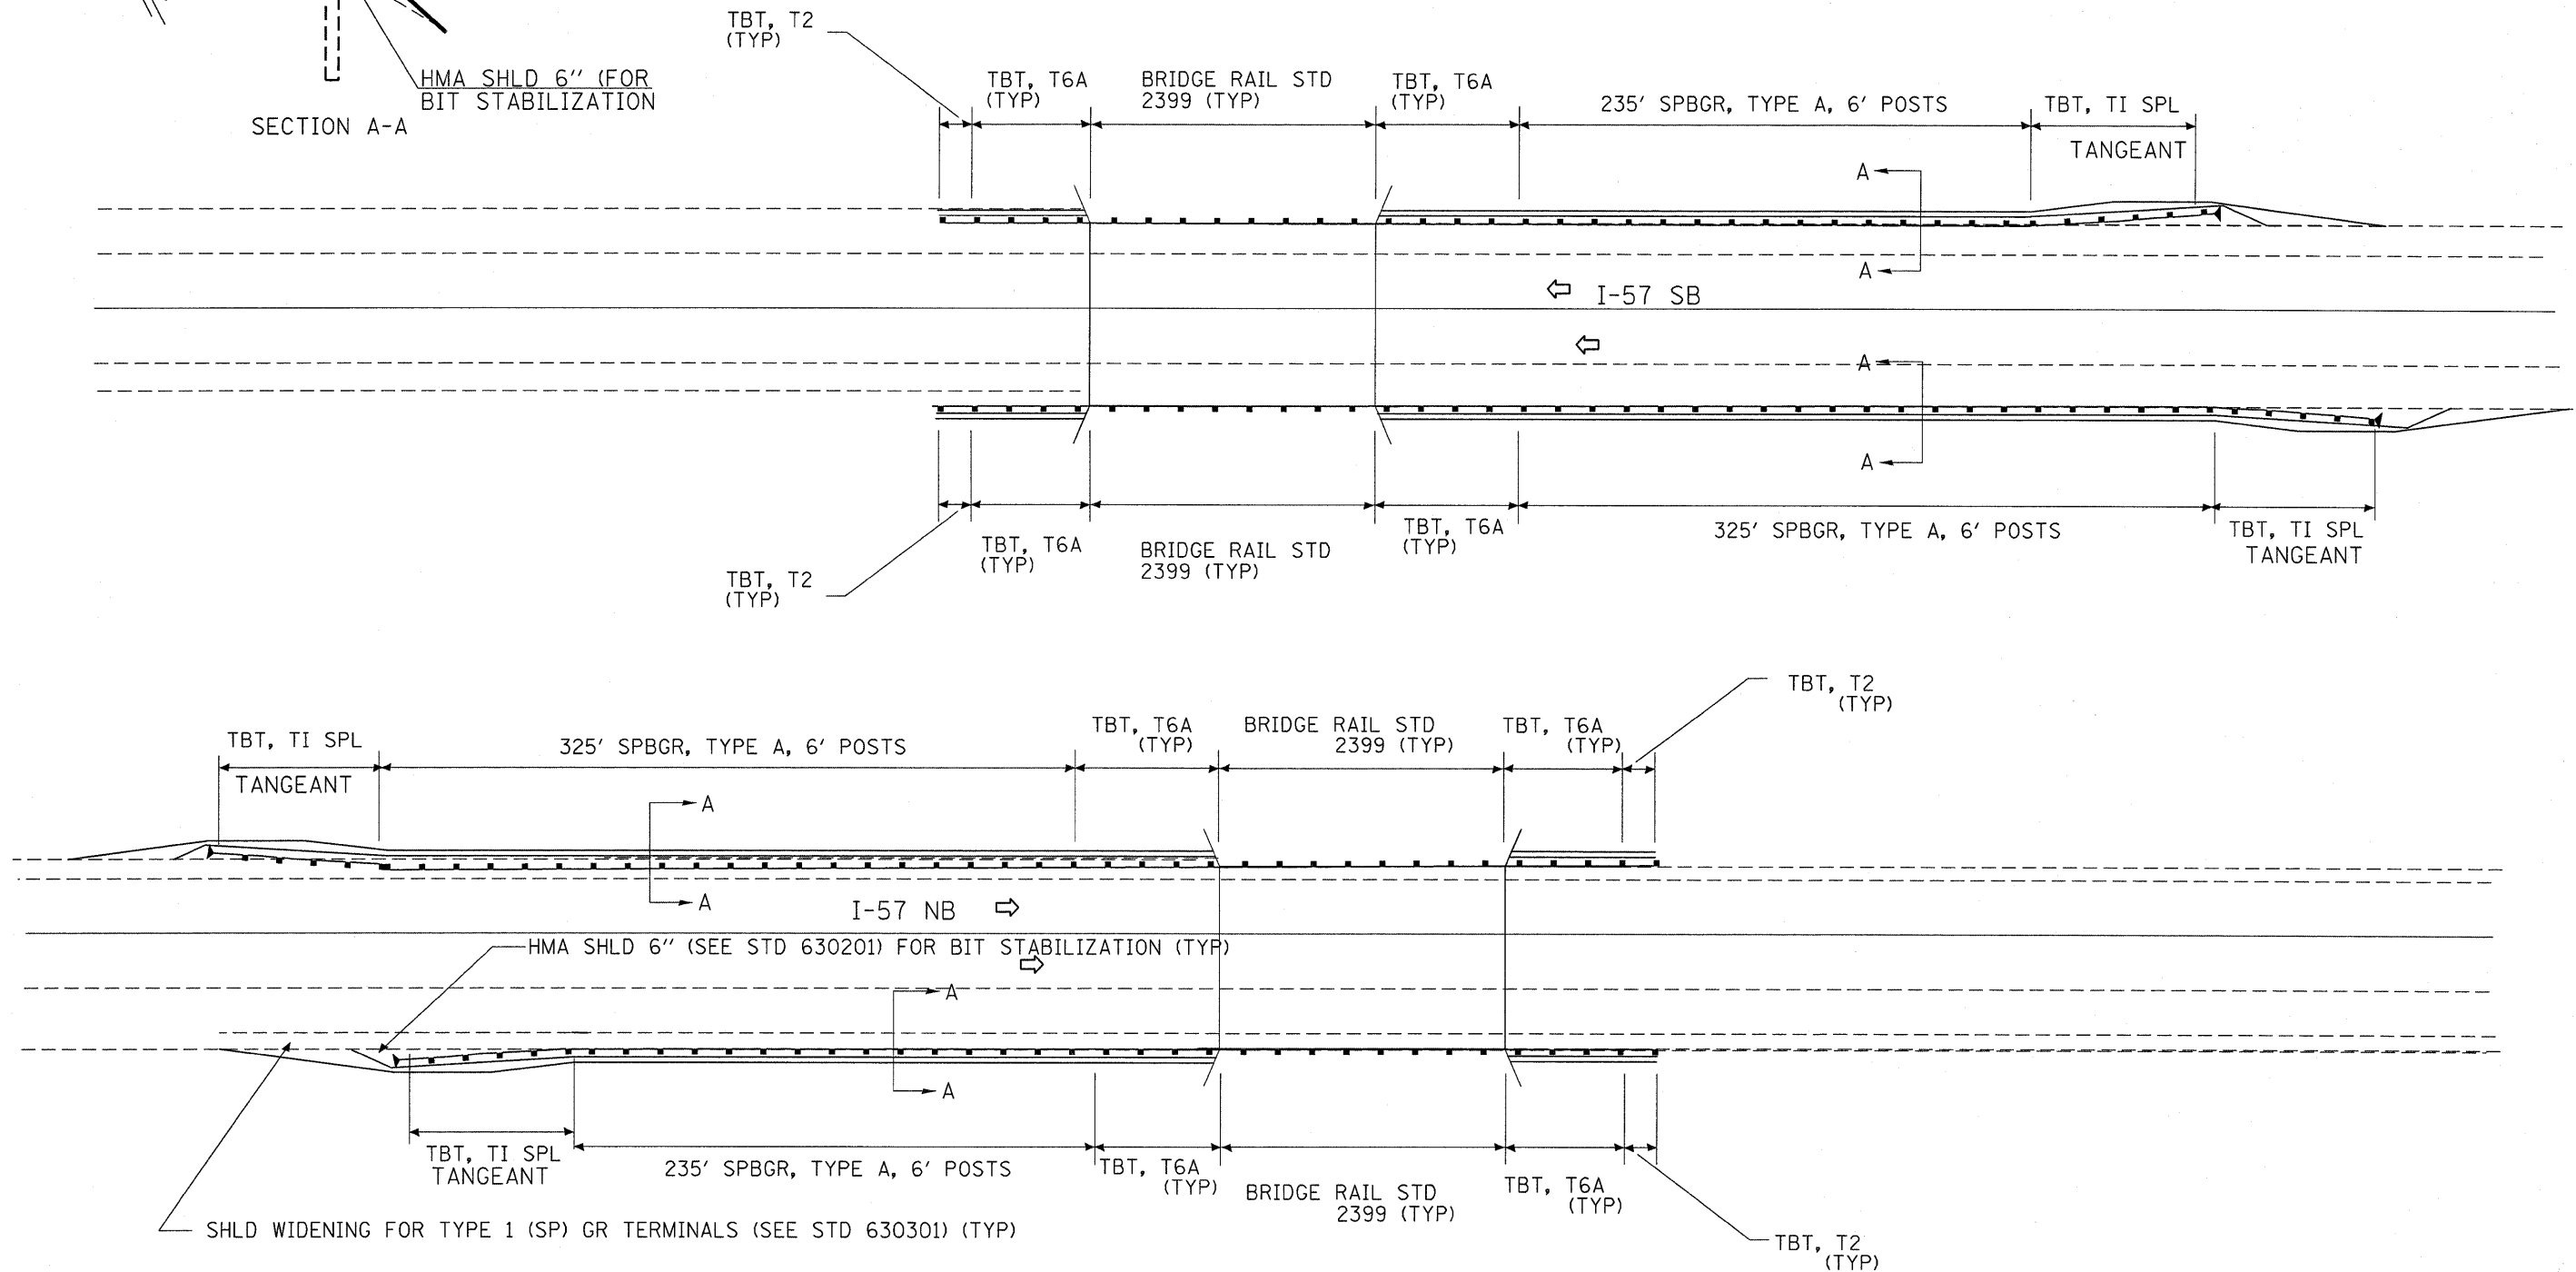 HMA SHLD 6'' (FOR
BIT STABILIZATION
SECTION A-A
TBT, T2
(TYP)
TBT, T6A
(TYP)
BRIDGE RAIL STD
2399 (TYP)
TBT, T6A
(TYP)
235' SPBGR, TYPE A, 6' POSTS
TBT, TI SPL
TANGEANT
A
A
I-57 SB
A
A
TBT, T2
(TYP)
TBT, T6A
(TYP)
BRIDGE RAIL STD
2399 (TYP)
TBT, T6A
(TYP)
325' SPBGR, TYPE A, 6' POSTS
TBT, TI SPL
TANGEANT
TBT, TI SPL
TANGEANT
325' SPBGR, TYPE A, 6' POSTS
TBT, T6A
(TYP)
BRIDGE RAIL STD
2399 (TYP)
TBT, T6A
(TYP)
TBT, T2
(TYP)
A
A
I-57 NB
HMA SHLD 6'' (SEE STD 630201) FOR BIT STABILIZATION (TYP)
A
A
TBT, TI SPL
TANGEANT
235' SPBGR, TYPE A, 6' POSTS
TBT, T6A
(TYP)
BRIDGE RAIL STD
2399 (TYP)
TBT, T6A
(TYP)
TBT, T2
(TYP)
SHLD WIDENING FOR TYPE 1 (SP) GR TERMINALS (SEE STD 630301) (TYP)